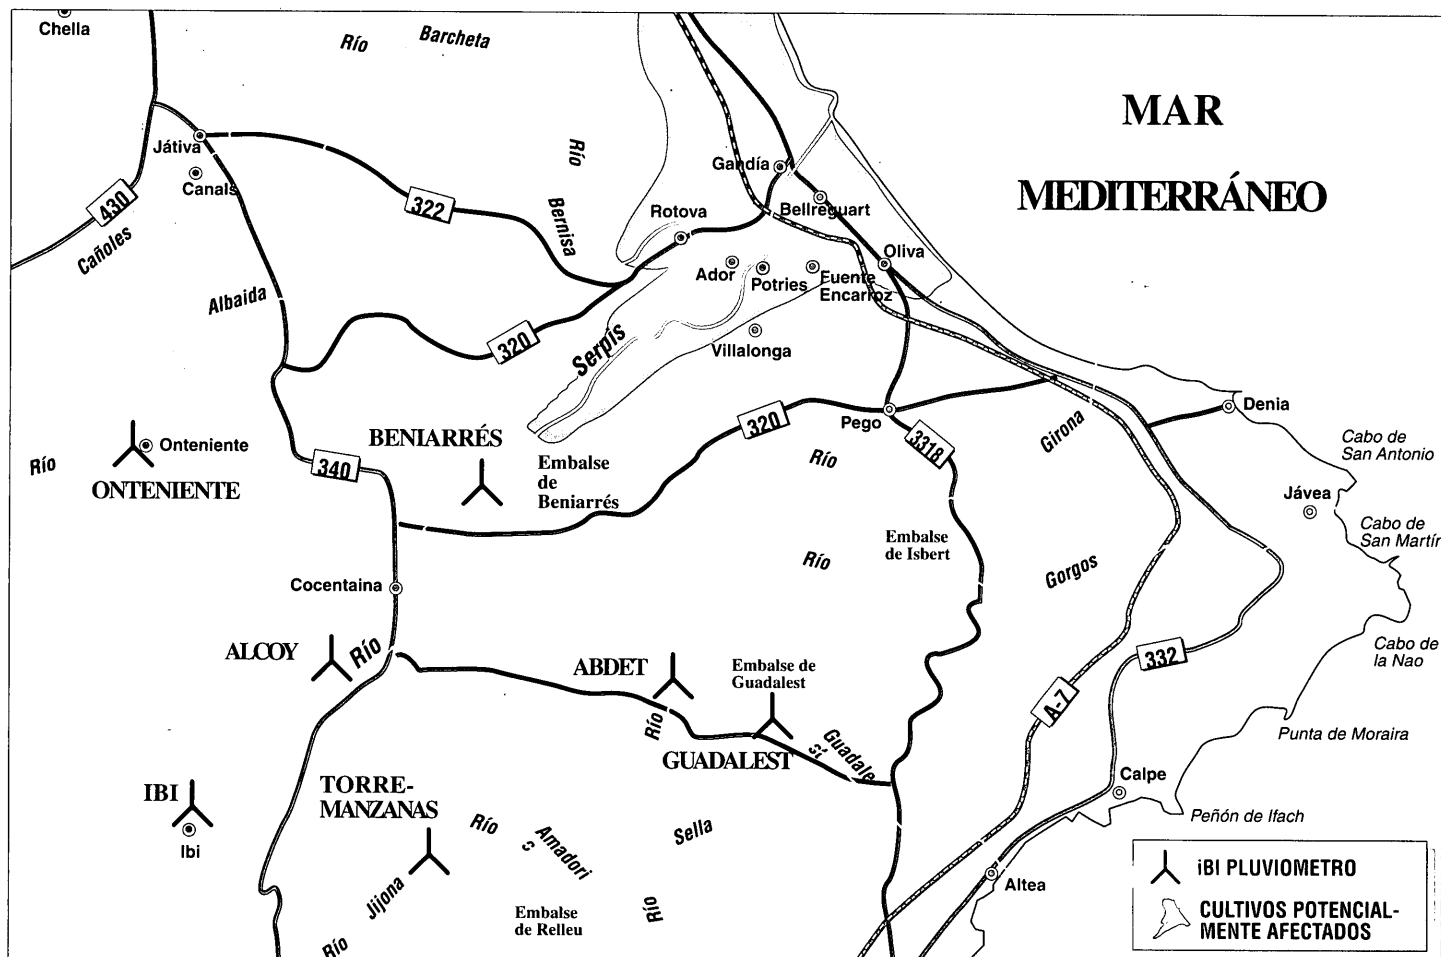 Chella
Río
Barcheta
MAR
MEDITERRÁNEO
Játiva
Canals
430
Cañoles
322
Río
Bernisa
Gandía
Bellreguart
Rotova
Oliva
Ador
Potries
Fuente
Encarroz
Albaida
320
Serpis
Villalonga
Río
Onteniente
ONTENIENTE
340
BENIARRÉS
Embalse
de
Beniarrés
320
Pego
3318
Río
Girona
Denia
Cabo de
San Antonio
Jávea
Cabo de
San Martír
Embalse
de Isbert
Río
Gorgos
Cocentaina
ALCOY
Río
ABDET
Embalse de
Guadalest
Río
GUADALEST
Guadale
st
332
A-7
Cabo de
la Nao
Punta de Moraira
Calpe
Peñón de Ifach
IBI
Ibi
TORRE-
MANZANAS
Río
Amadori
Sella
Río
Jijona
Río
Embalse
de Relleu
Altea
iBI PLUVIOMETRO
CULTIVOS POTENCIAL-
MENTE AFECTADOS